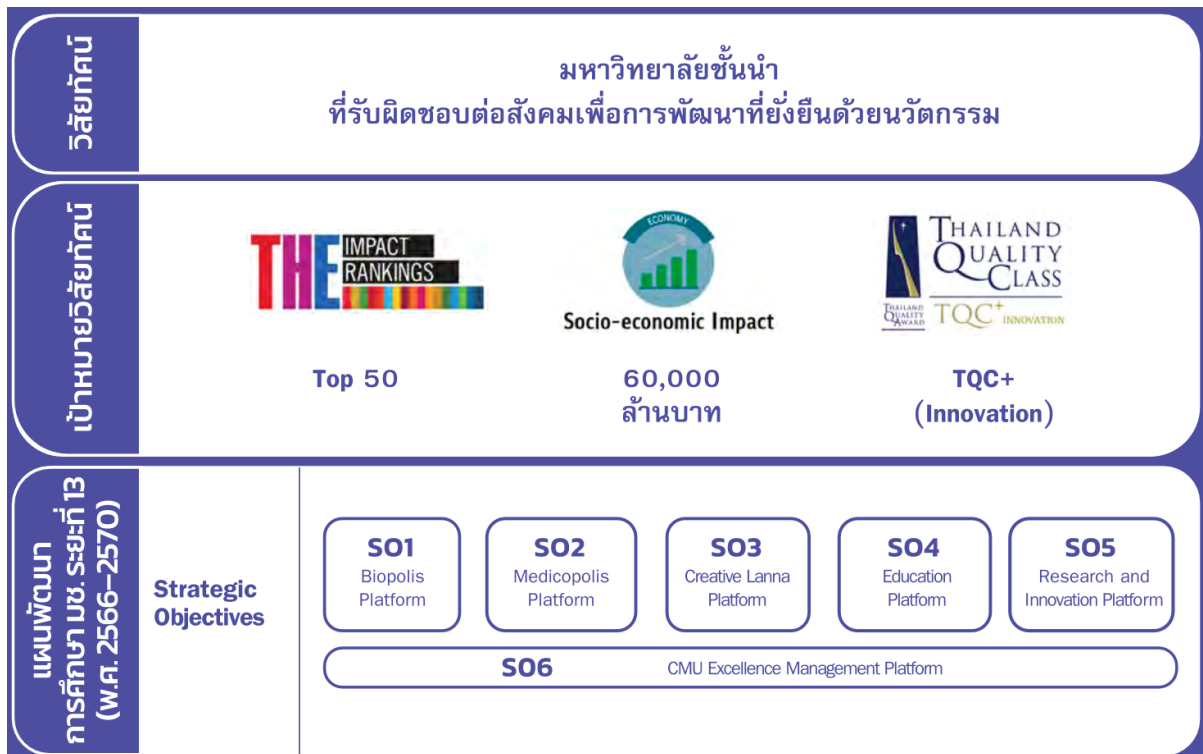 วิสัยทัศน์
มหาวิทยาลัยชั้นนำ
ที่รับผิดชอบต่อสังคมเพื่อการพัฒนาที่ยั่งยืนด้วยนวัตกรรม
เป้าหมายวิสัยทัศน์
THE IMPACT
RANKINGS
Top 50
ECONOMY
Socio-economic Impact
60,000
ล้านบาท
THAILAND
QUALITY
CLASS
THAILAND
QUALITY
AWARD
TQC+ INNOVATION
TQC+
(Innovation)
แผนพัฒนา
การศึกษา มช. ระยะที่ 13
(พ.ศ. 2566–2570)
Strategic
Objectives
SO1
Biopolis
Platform
SO2
Medicopolis
Platform
SO3
Creative Lanna
Platform
SO4
Education
Platform
SO5
Research and
Innovation Platform
SO6 CMU Excellence Management Platform